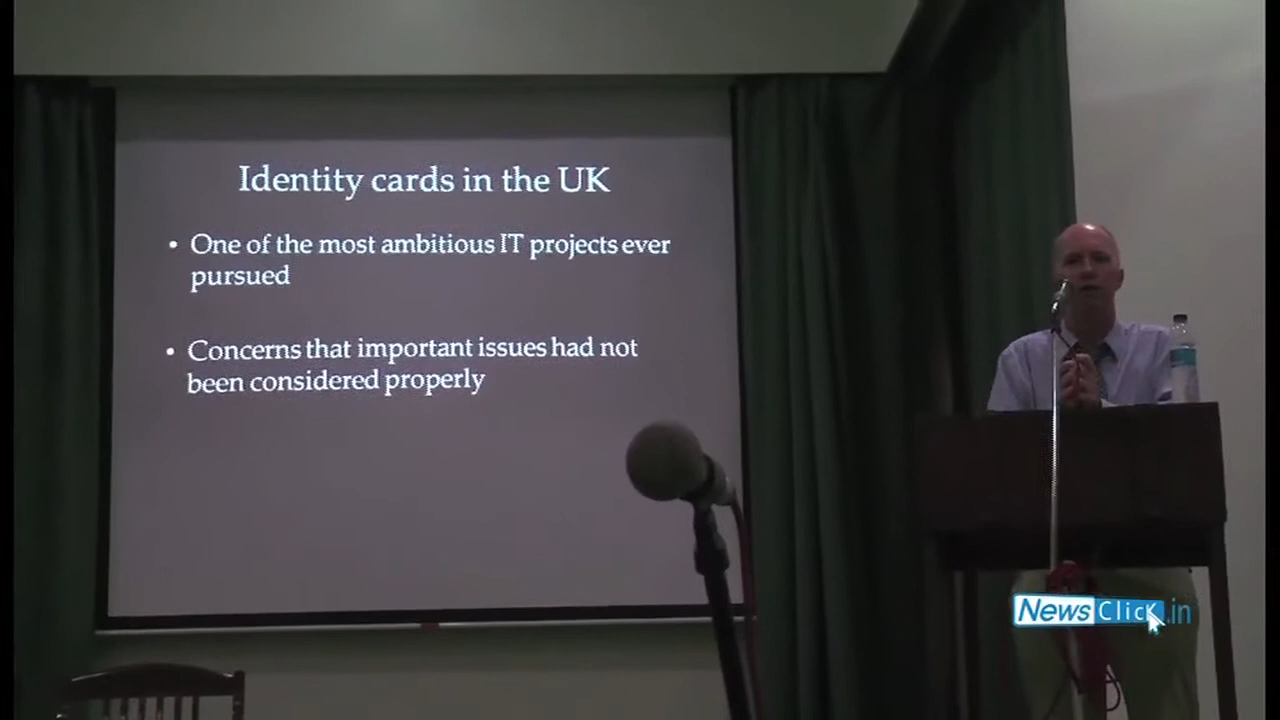 Identity cards in the UK
• One of the most ambitious IT projects ever
pursued
• Concerns that important issues had not
been considered properly
NewsClick.in